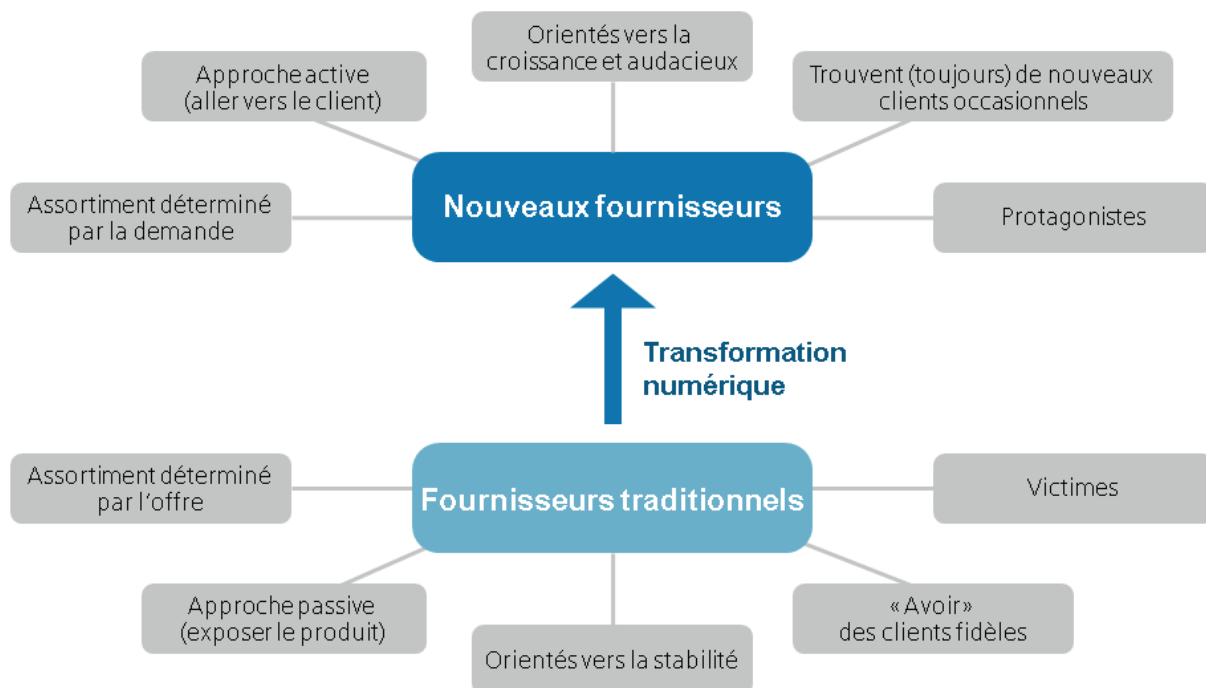 Orientés vers la
croissance et audacieux
Approche active
(aller vers le client)
Trouvent (toujours) de nouveaux
clients occasionnels
Assortiment déterminé
par la demande
Nouveaux fournisseurs
Protagonistes
Transformation
numérique
Assortiment déterminé
par l’offre
Fournisseurs traditionnels
Victimes
Approche passive
(exposer le produit)
Orientés vers la stabilité
« Avoir»
des clients fidèles